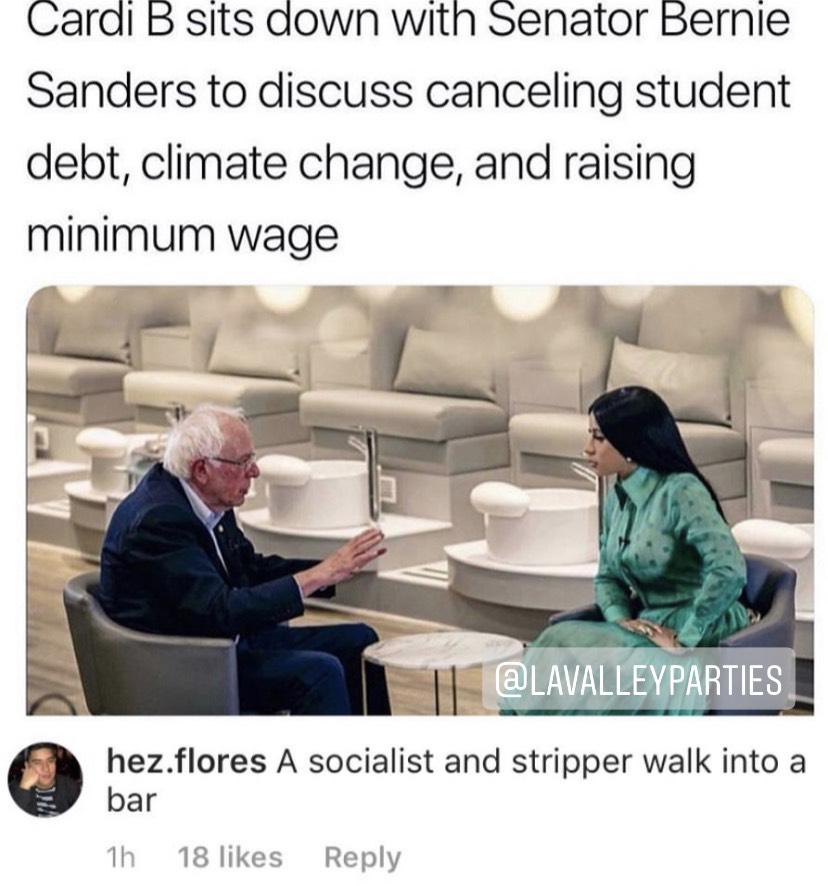 Cardi B sits down with Senator Bernie
Sanders to discuss canceling student
debt, climate change, and raising
minimum wage
@LAVALLEYPARTIES
hez.flores A socialist and stripper walk into a
bar
1h 18 likes Reply